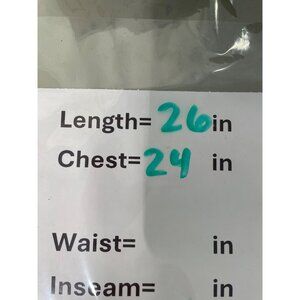 Length= 26in
Chest= 24 in
Waist= in
Inseam= in